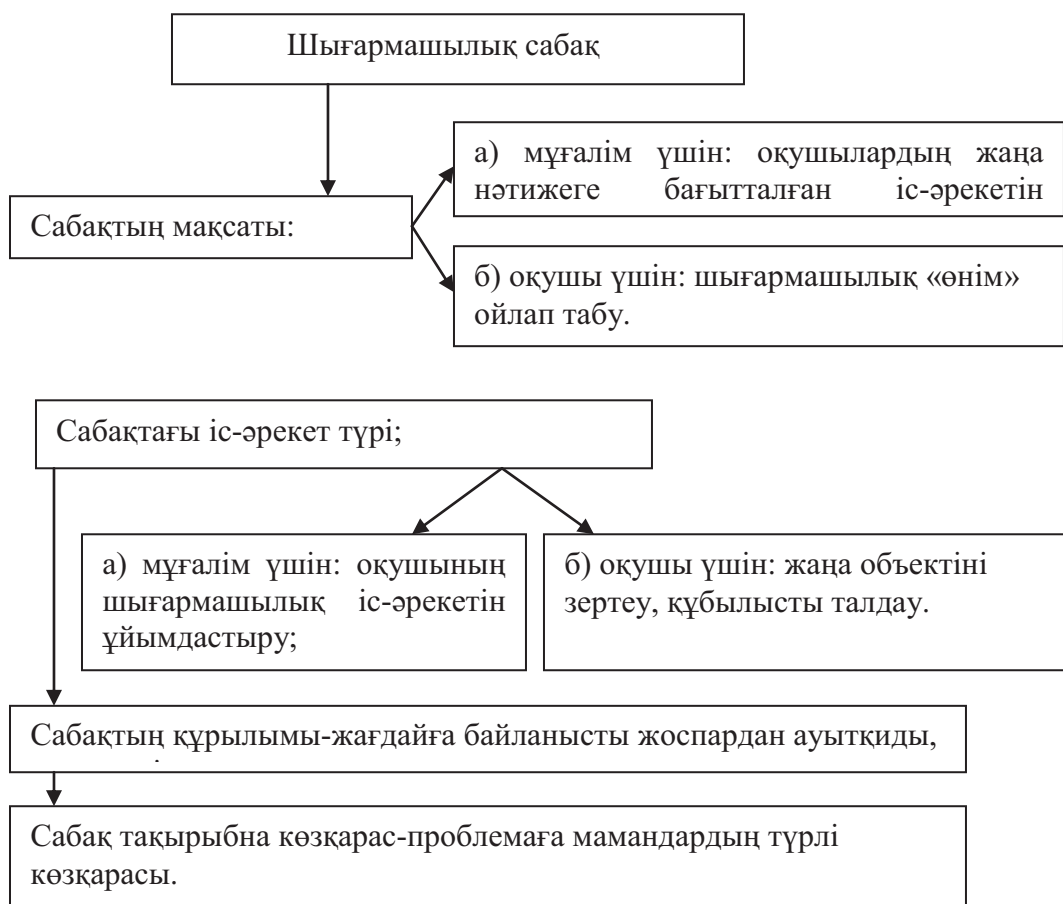 Шығармашылық сабақ
а) мұғалім үшін: оқушылардың жаңа
нәтижеге бағытталған іс-әрекетін
Сабақтың мақсаты:
б) оқушы үшін: шығармашылық «өнім»
ойлап табу.
Сабақтағы іс-әрекет түрі;
а) мұғалім үшін: оқушының
шығармашылық іс-әрекетін
ұйымдастыру;
б) оқушы үшін: жаңа объектіні
зертеу, құбылысты талдау.
Сабақтың құрылымы-жағдайға байланысты жоспардан ауытқиды,
Сабақ тақырыбна көзқарас-проблемаға мамандардың түрлі
көзқарасы.